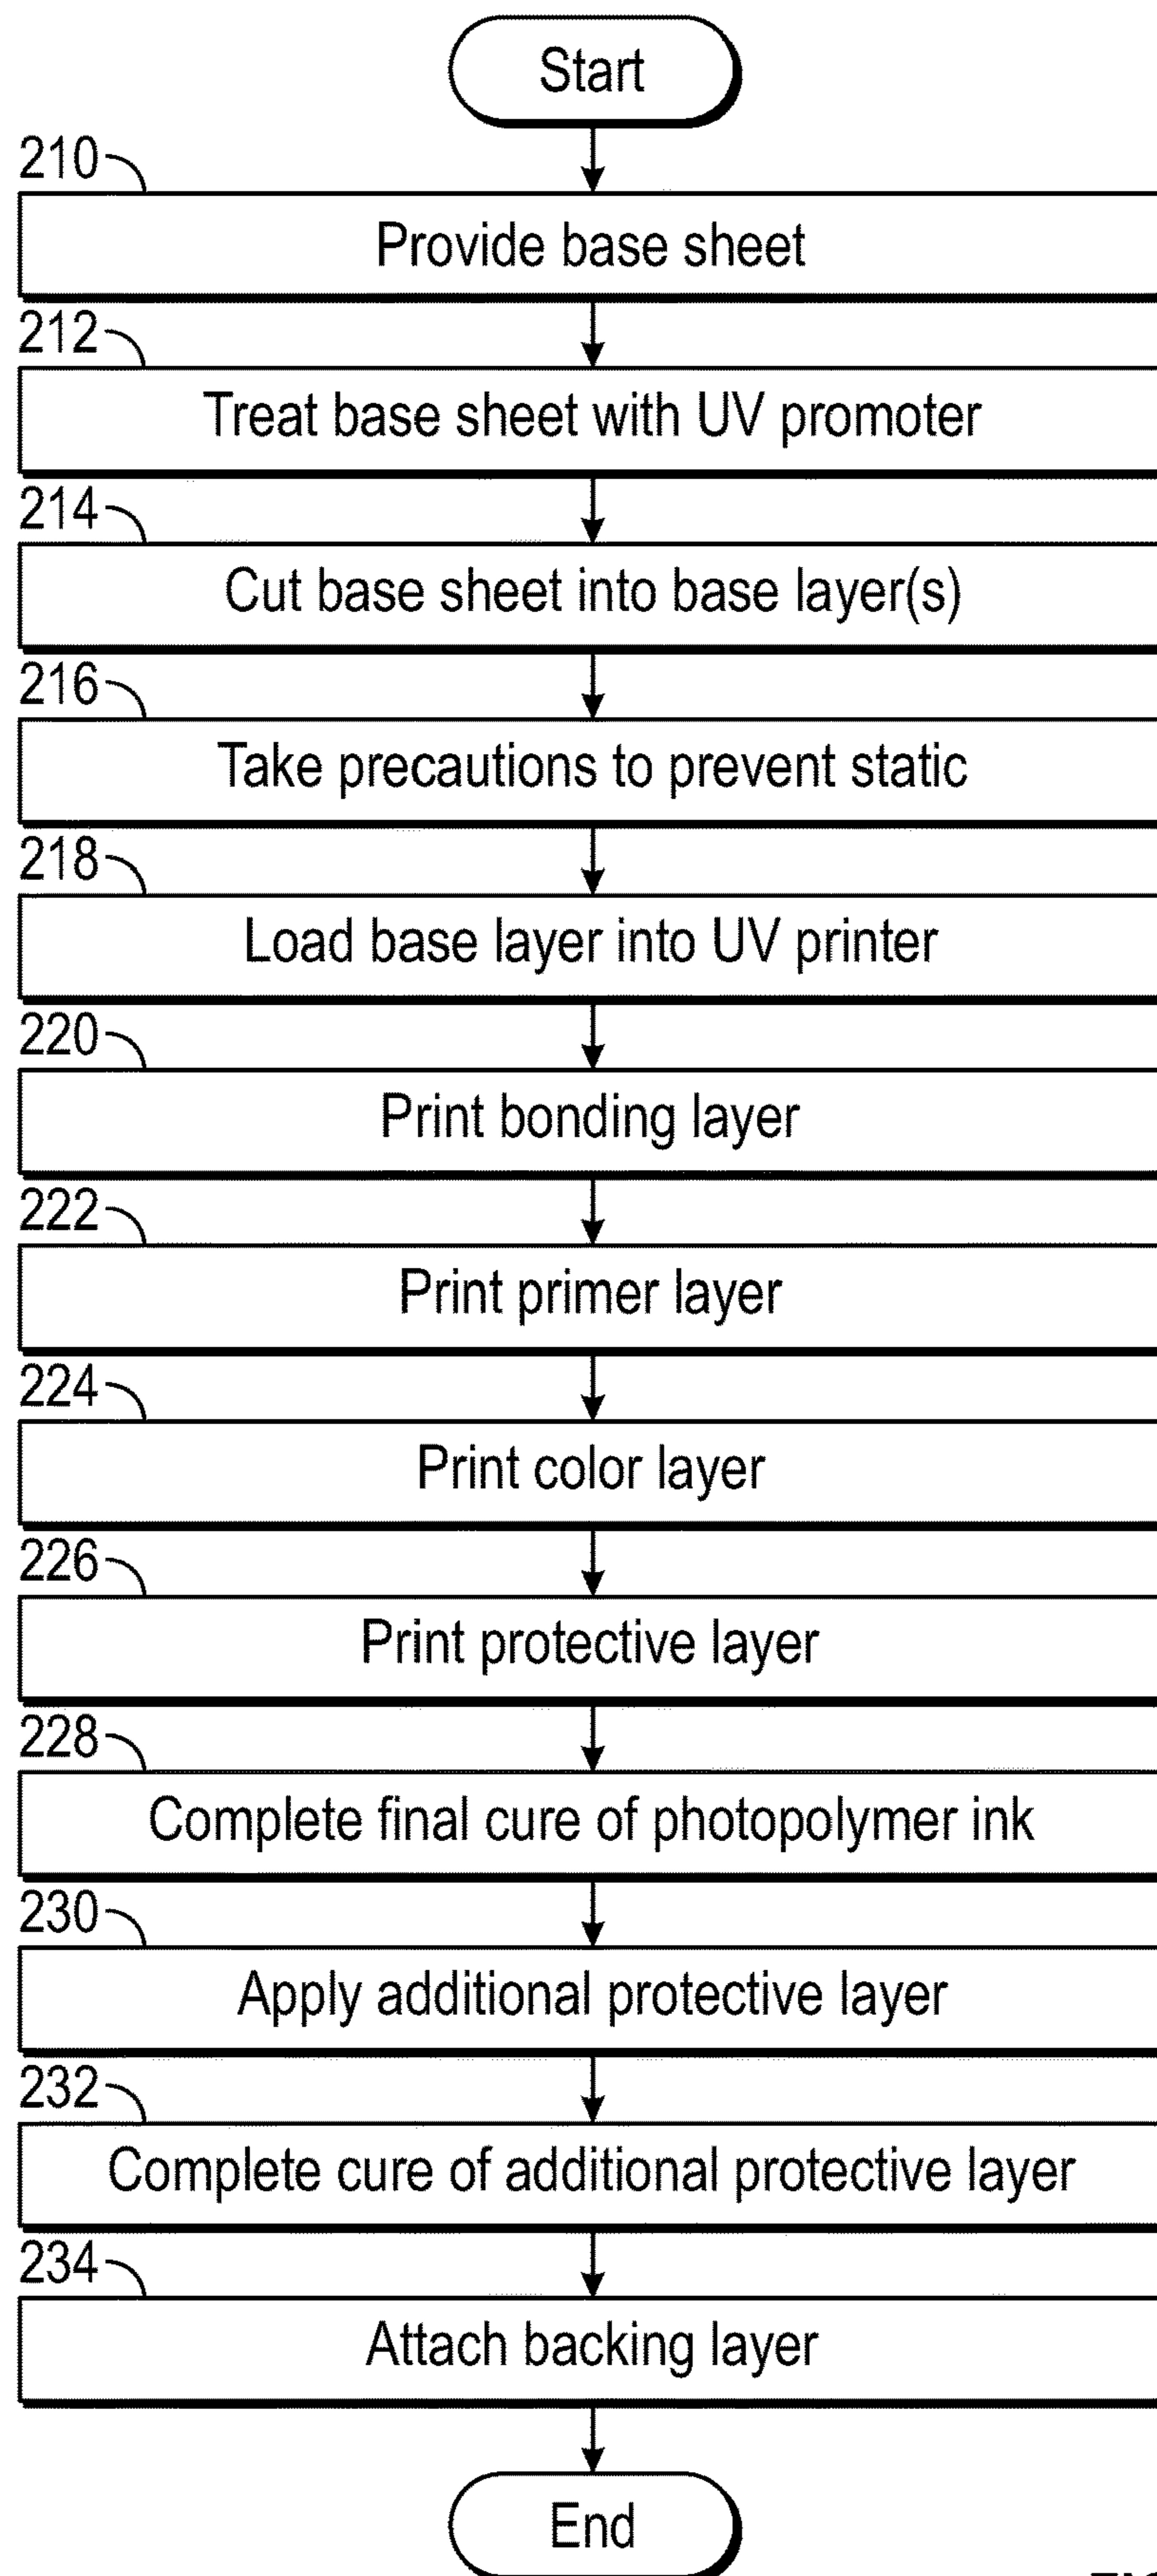 Start
210
Provide base sheet
212
Treat base sheet with UV promoter
214
Cut base sheet into base layer(s)
216
Take precautions to prevent static
218
Load base layer into UV printer
220
Print bonding layer
222
Print primer layer
224
Print color layer
226
Print protective layer
228
Complete final cure of photopolymer ink
230
Apply additional protective layer
232
Complete cure of additional protective layer
234
Attach backing layer
End